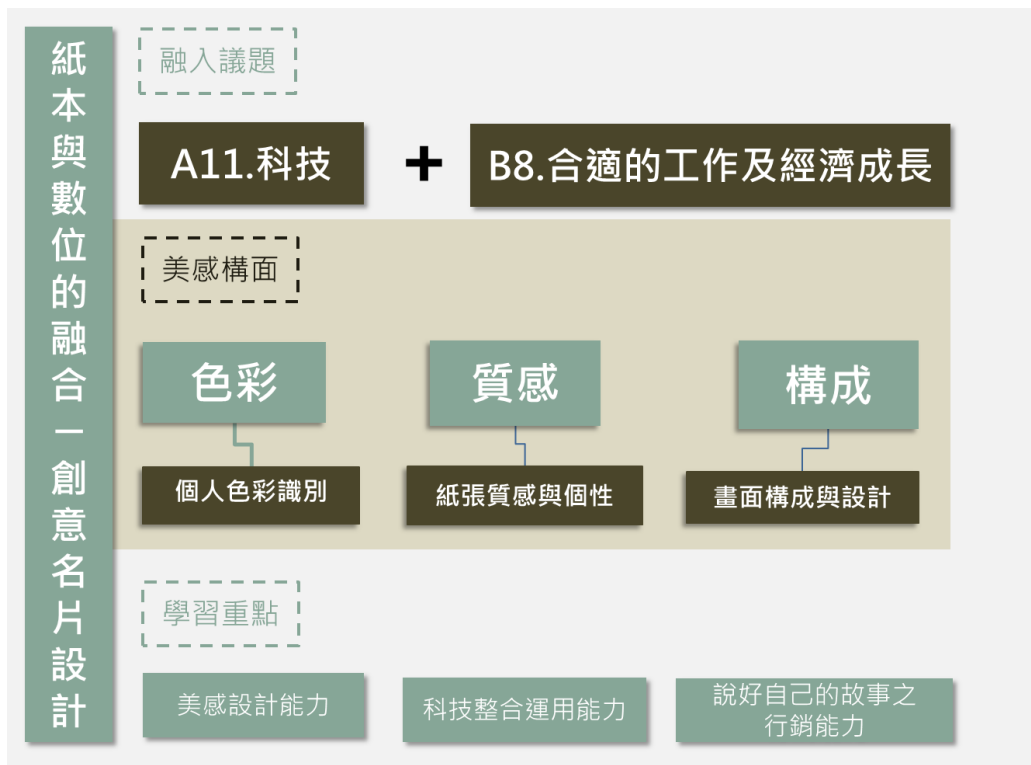 紙本與數位的融合－創意名片設計
融入議題
A11.科技
+
B8.合適的工作及經濟成長
美感構面
色彩
質感
構成
個人色彩識別
紙張質感與個性
畫面構成與設計
學習重點
美感設計能力
科技整合運用能力
說好自己的故事之
行銷能力